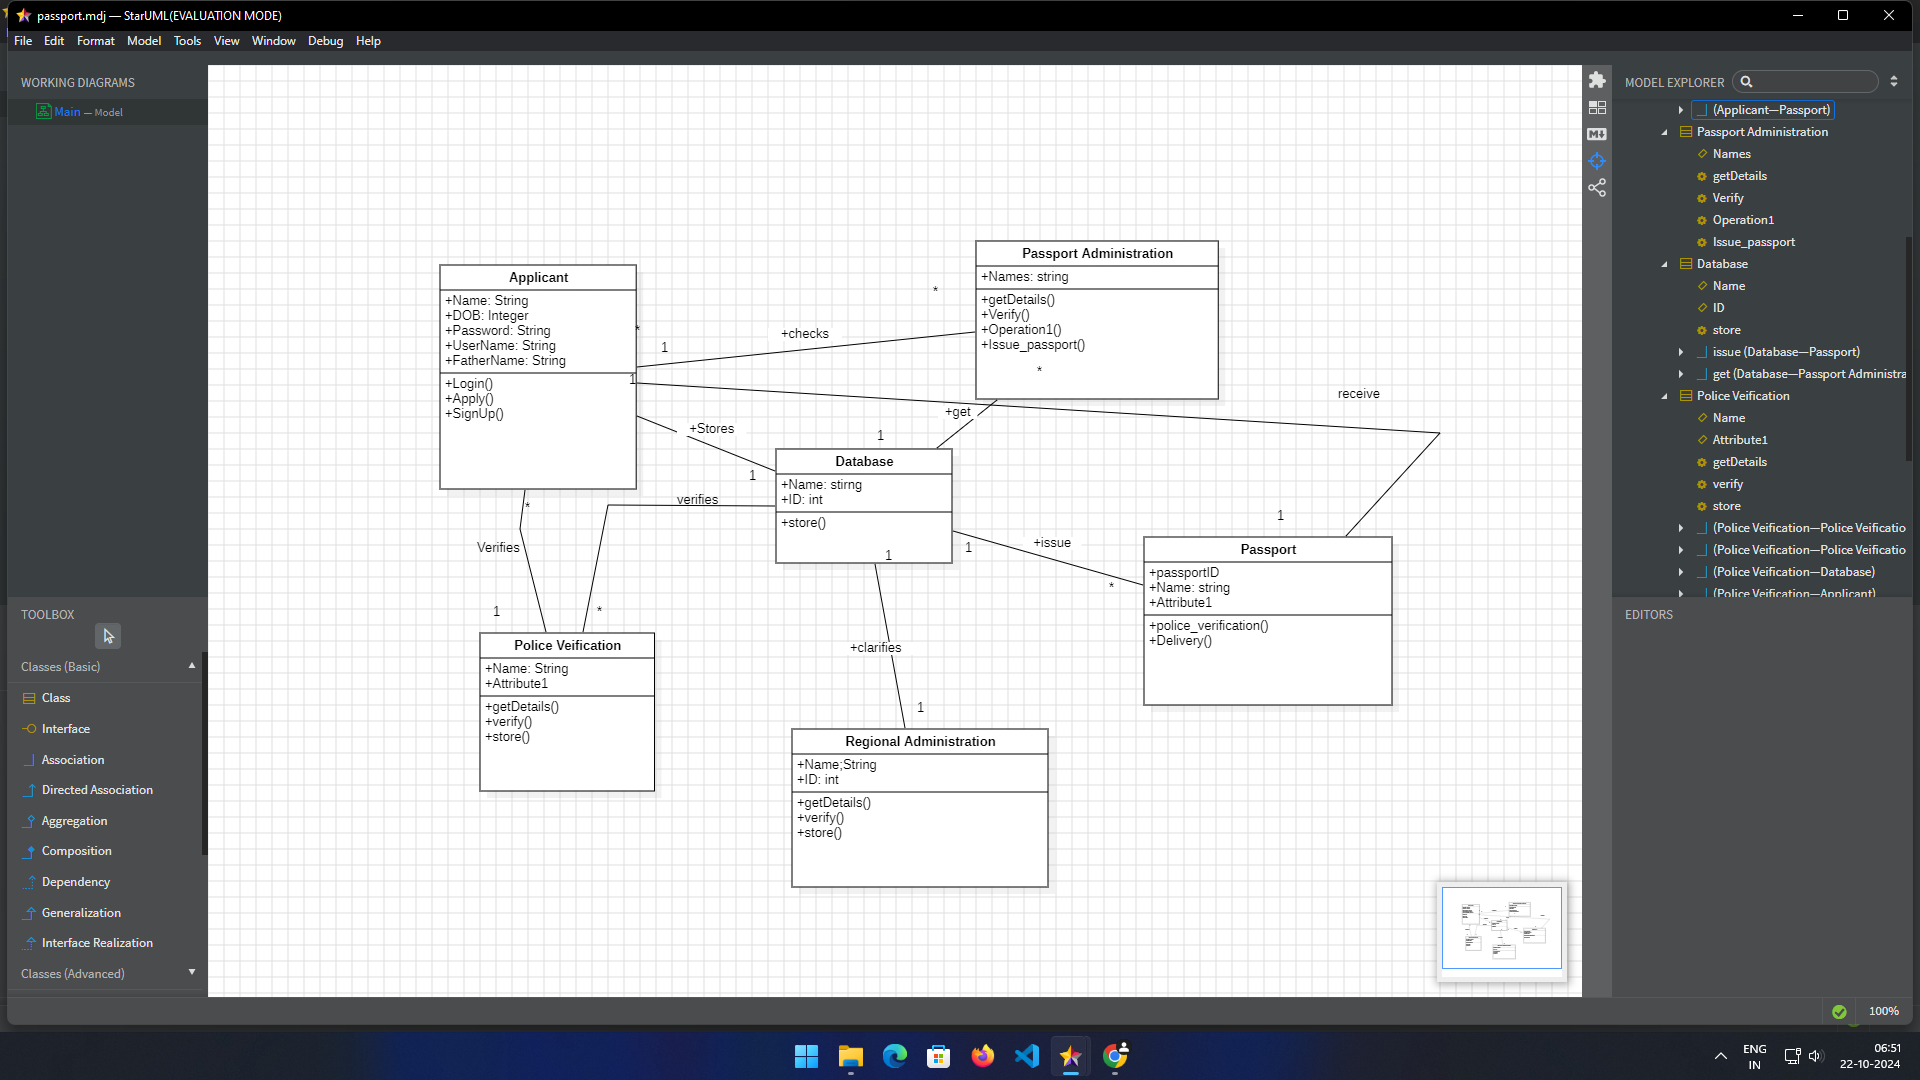 passport.mdj — StarUML(EVALUATION MODE)
File Edit Format Model Tools View Window Debug Help
WORKING DIAGRAMS
Main — Model
TOOLBOX
Classes (Basic)
Class
Interface
Association
Directed Association
Aggregation
Composition
Dependency
Generalization
Interface Realization
Classes (Advanced)
Applicant
+Name: String
+DOB: Integer
+Password: String
+UserName: String
+FatherName: String
+Login()
+Apply()
+SignUp()
*
1
+checks
*
Passport Administration
+Names: string
+getDetails()
+Verify()
+Operation1()
+Issue_passport()
*
1
receive
1
+Stores
1
+get
1
Database
+Name: stirng
+ID: int
+store()
1
verifies
*
*
Verifies
1
1
+issue
*
Passport
+passportID
+Name: string
+Attribute1
+police_verification()
+Delivery()
Police Veification
+Name: String
+Attribute1
+getDetails()
+verify()
+store()
+clarifies
1
Regional Administration
+Name;String
+ID: int
+getDetails()
+verify()
+store()
MODEL EXPLORER
(Applicant—Passport)
Passport Administration
Names
getDetails
Verify
Operation1
Issue_passport
Database
Name
ID
store
issue (Database—Passport)
get (Database—Passport Administra
Police Veification
Name
Attribute1
getDetails
verify
store
(Police Veification—Police Veificatio
(Police Veification—Police Veificatio
(Police Veification—Database)
(Police Veification—Applicant)
EDITORS
100%
ENG
IN
06:51
22-10-2024